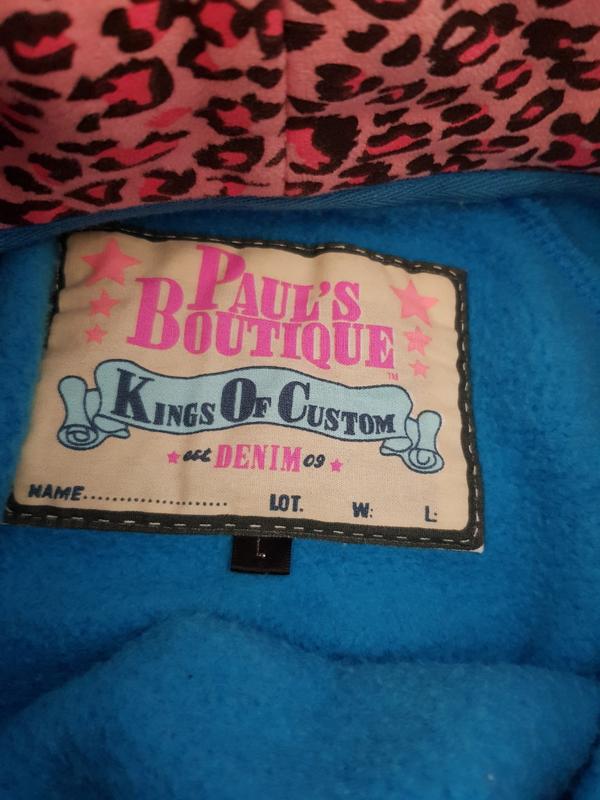 PAUL'S
BOUTIQUE
TM
KINGS OF CUSTOM
est DENIM 09
NAME........................ LOT. W: L:
L